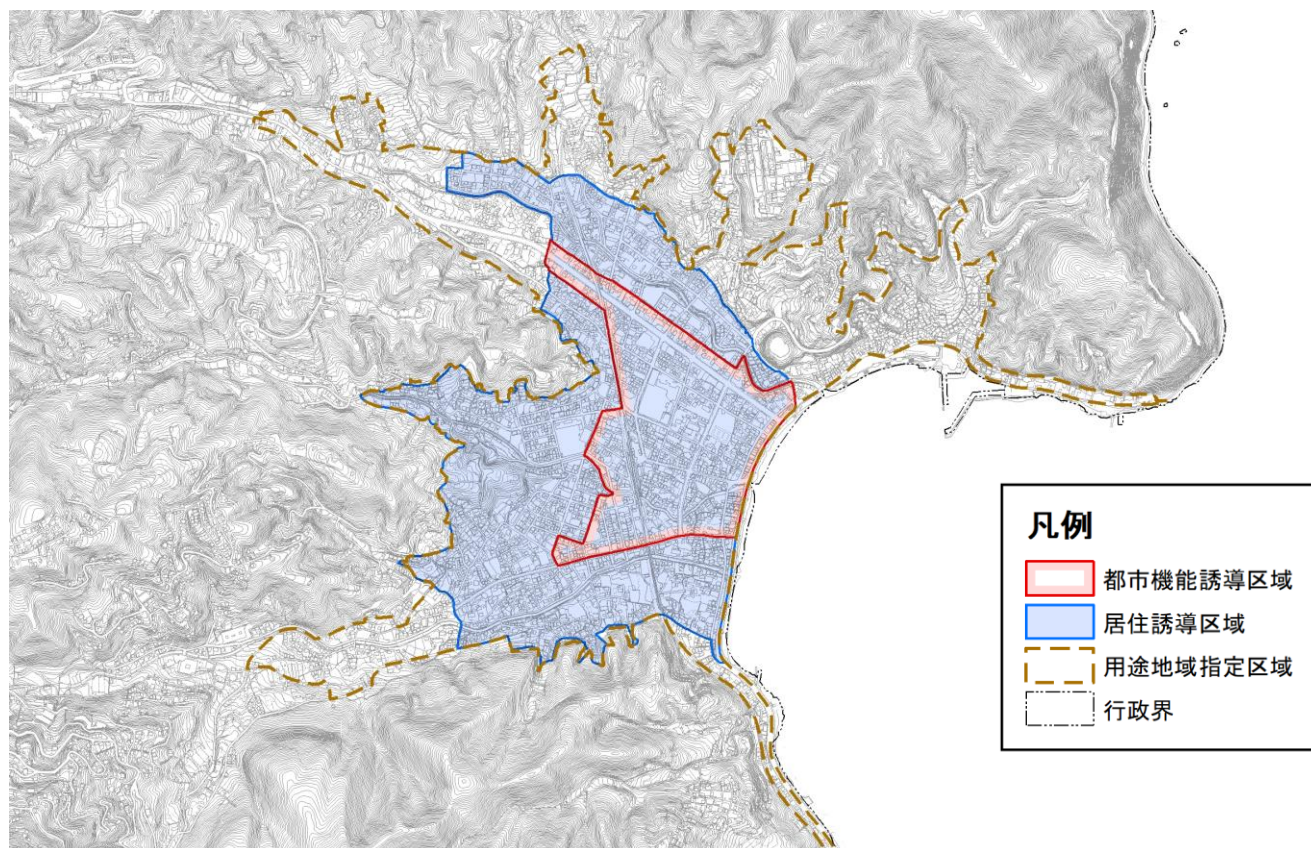 凡例
都市機能誘導区域
居住誘導区域
用途地域指定区域
行政界